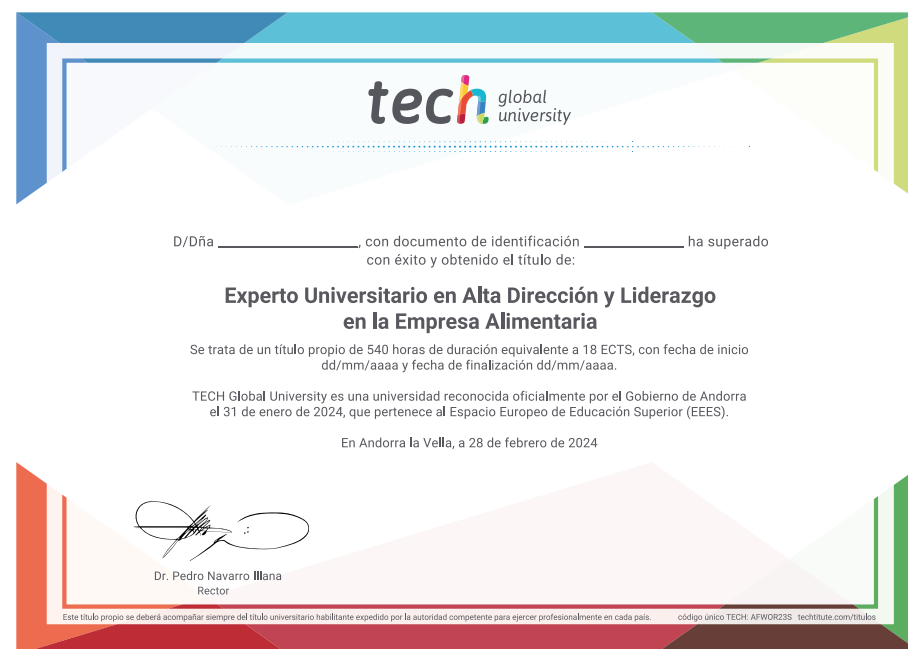 tech global
university
D/Dña ____________, con documento de identificación ____________ ha superado
con éxito y obtenido el título de:
Experto Universitario en Alta Dirección y Liderazgo
en la Empresa Alimentaria
Se trata de un título propio de 540 horas de duración equivalente a 18 ECTS, con fecha de inicio
dd/mm/aaaa y fecha de finalización dd/mm/aaaa.
TECH Global University es una universidad reconocida oficialmente por el Gobierno de Andorra
el 31 de enero de 2024, que pertenece al Espacio Europeo de Educación Superior (EEES).
En Andorra la Vella, a 28 de febrero de 2024
Dr. Pedro Navarro Illana
Rector
Este título propio se deberá acompañar siempre del título universitario habilitante expedido por la autoridad competente para ejercer profesionalmente en cada país. código único TECH: AFWOR23S techtitute.com/titulos